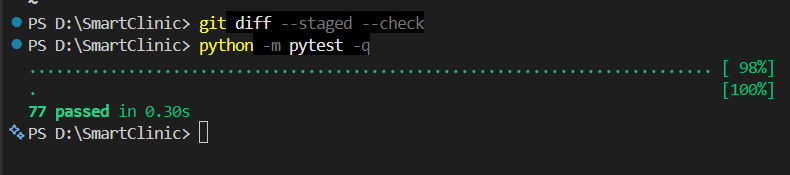 PS D:\SmartClinic> git diff --staged --check
PS D:\SmartClinic> python -m pytest -q
............................................................................ [ 98%]
. [100%]
77 passed in 0.30s
PS D:\SmartClinic>